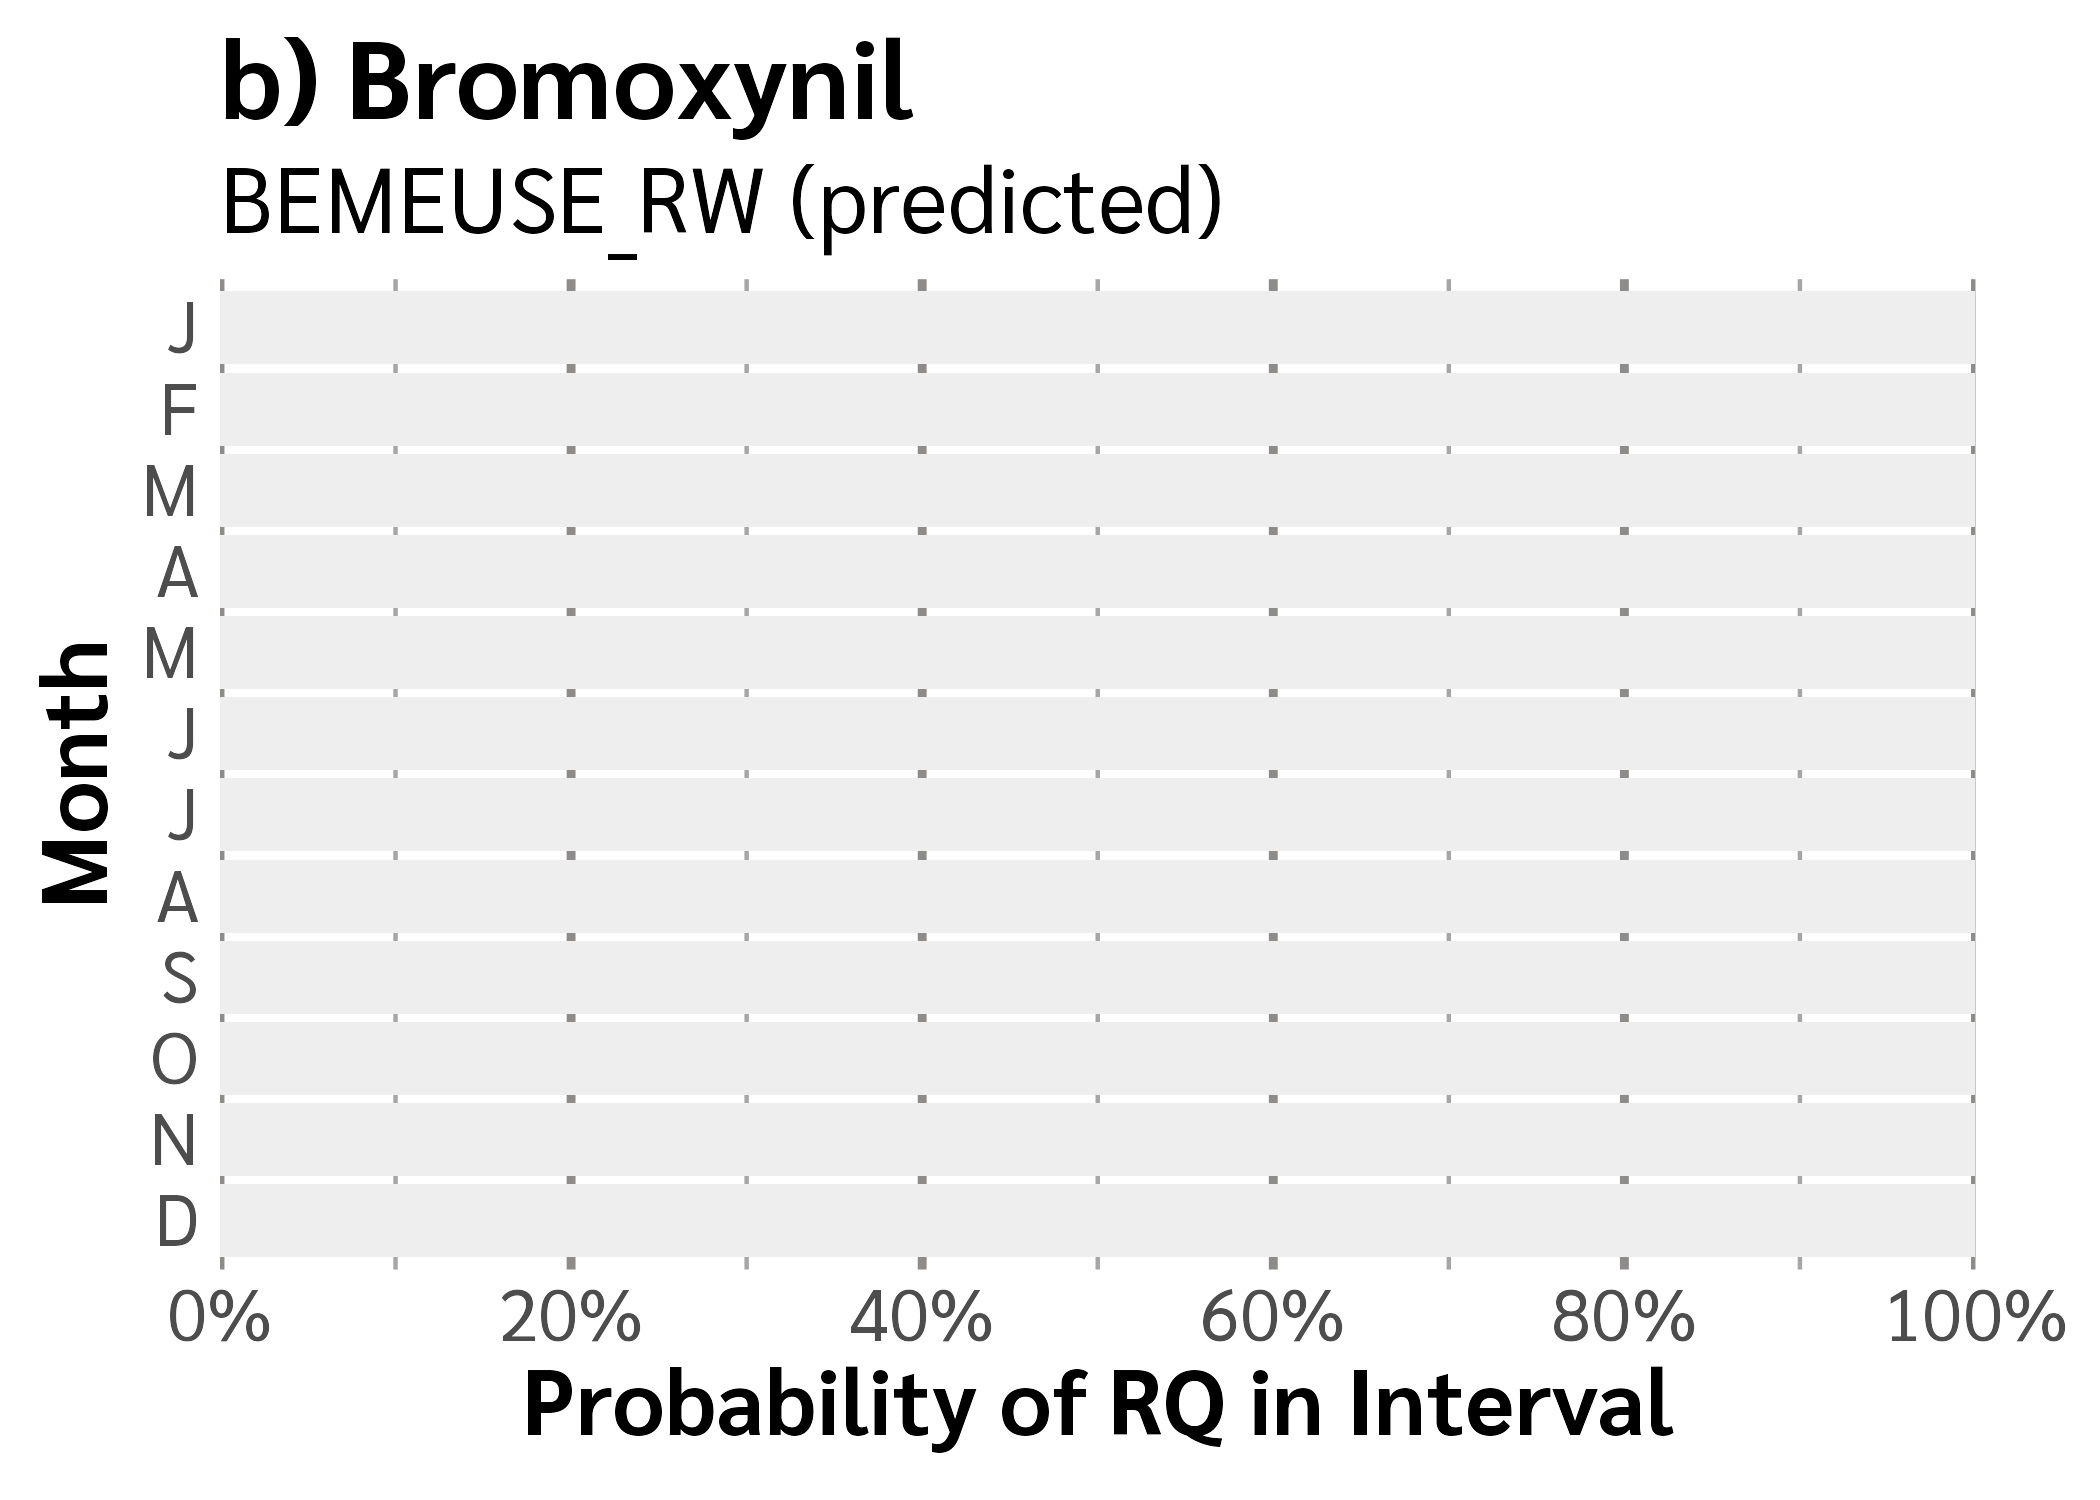 b) Bromoxynil
BEMEUSE_RW (predicted)
Month
J
F
M
A
M
J
J
A
S
O
N
D
0% 20% 40% 60% 80% 100%
Probability of RQ in Interval